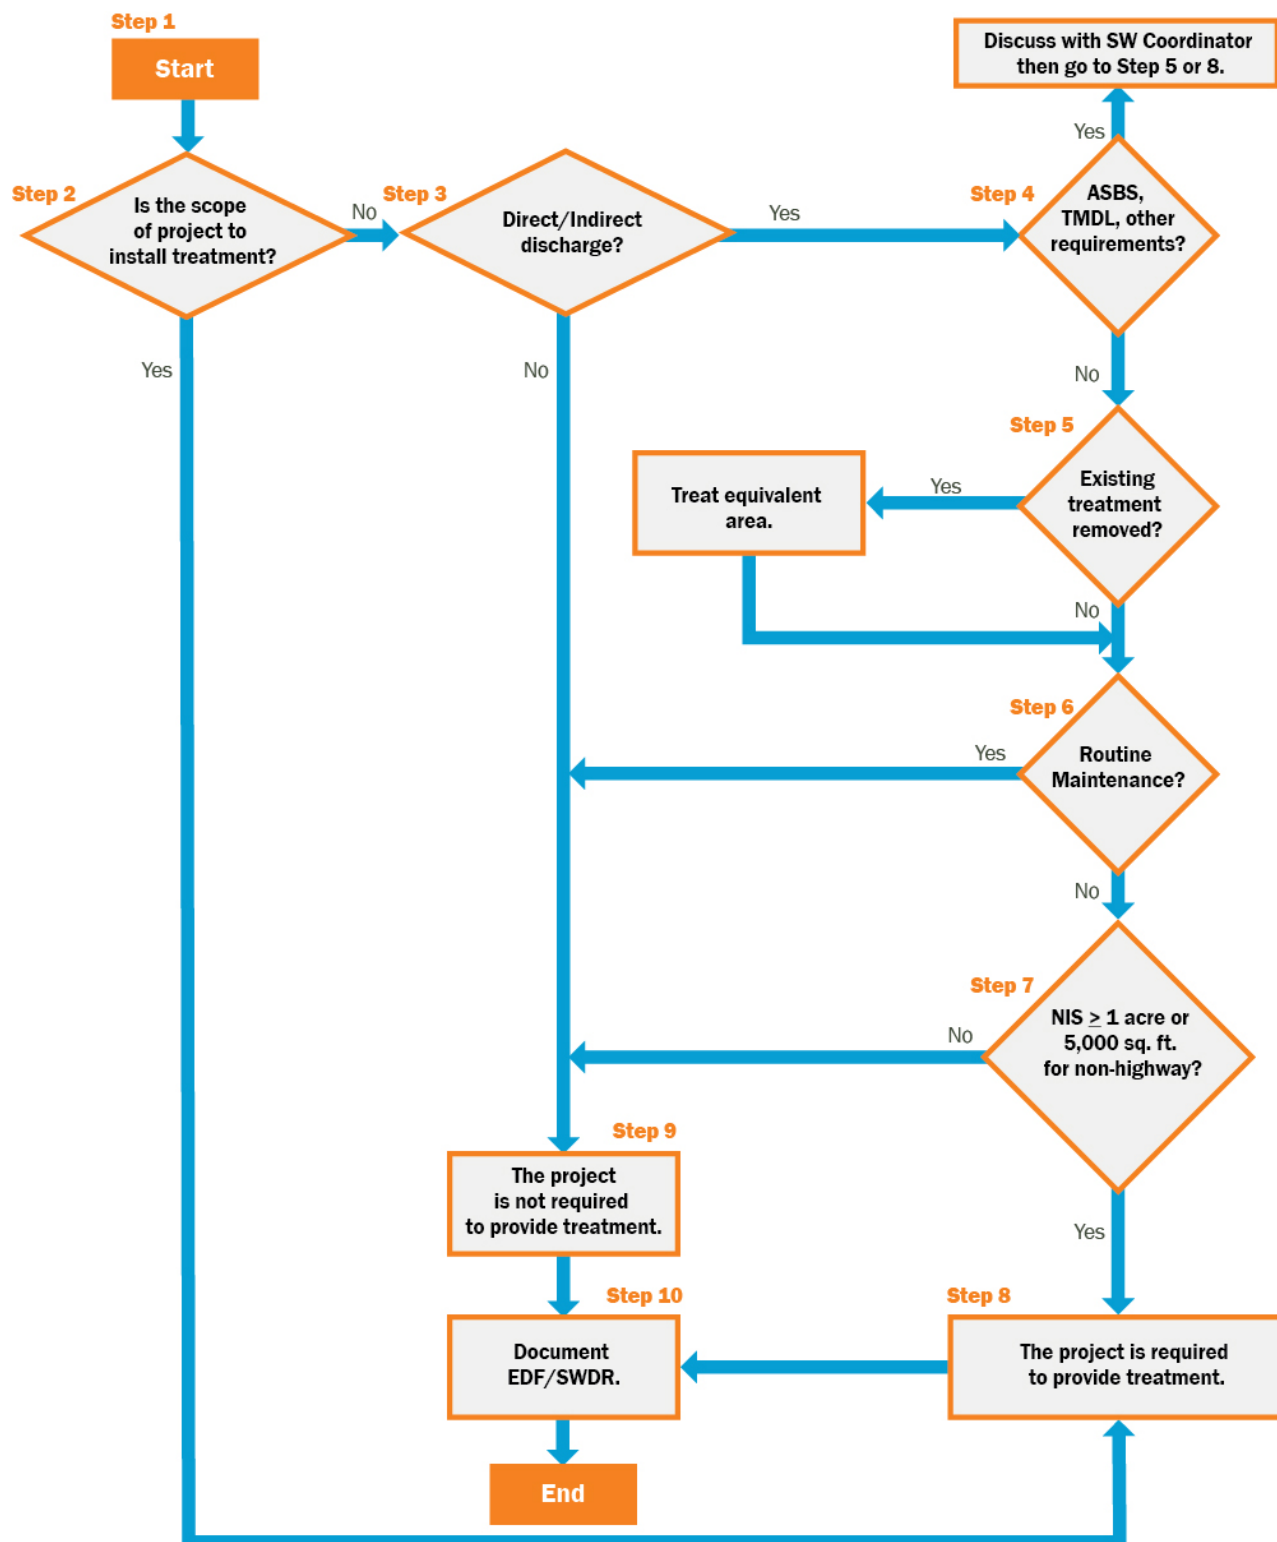 Step 1
Start
Step 2
Is the scope
of project to
install treatment?
No
Yes
Step 3
Direct/Indirect
discharge?
Yes
No
Step 4
ASBS,
TMDL, other
requirements?
Yes
Discuss with SW Coordinator
then go to Step 5 or 8.
No
Step 5
Existing
treatment
removed?
Yes
Treat equivalent
area.
No
Step 6
Routine
Maintenance?
Yes
No
Step 7
NIS ≥ 1 acre or
5,000 sq. ft.
for non-highway?
No
Yes
Step 9
The project
is not required
to provide treatment.
Step 10
Document
EDF/SWDR.
Step 8
The project is required
to provide treatment.
End